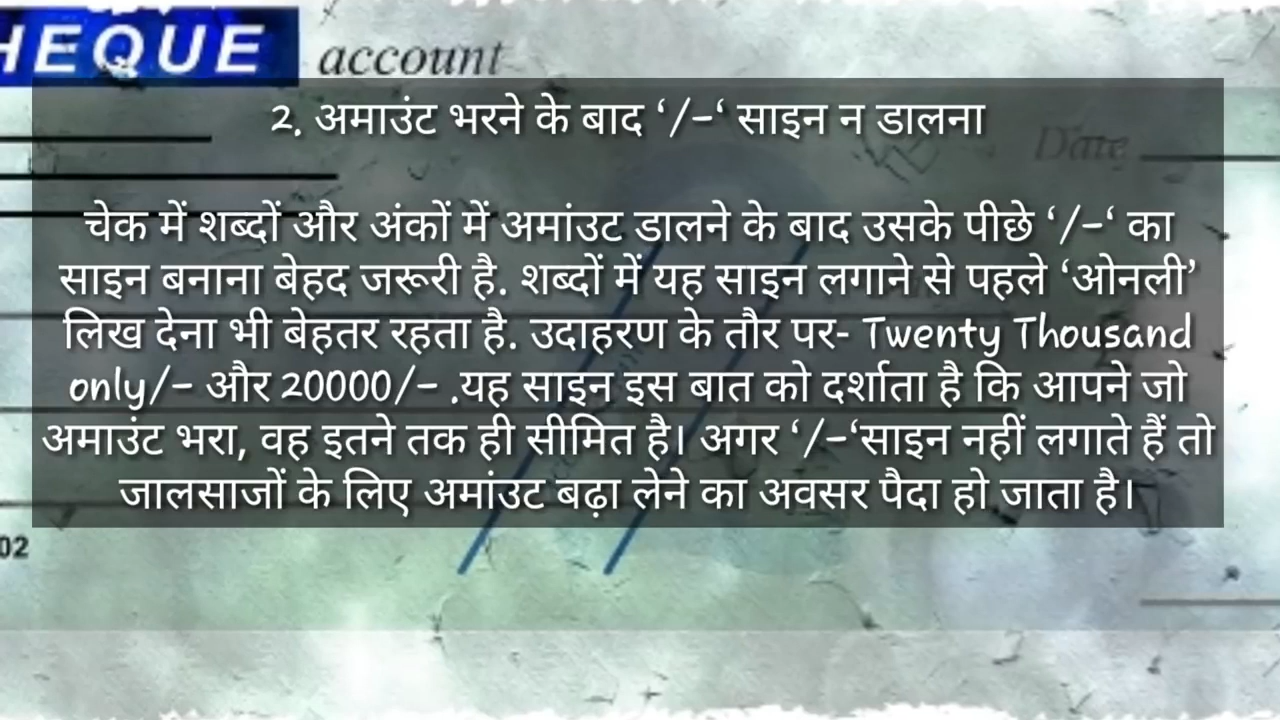 HEQUE
account
2. अमाउंट भरने के बाद ‘/–‘ साइन न डालना
Date
चेक में शब्दों और अंकों में अमांउट डालने के बाद उसके पीछे ‘/–‘ का
साइन बनाना बेहद जरूरी है. शब्दों में यह साइन लगाने से पहले ‘ओनली’
लिख देना भी बेहतर रहता है. उदाहरण के तौर पर- Twenty Thousand
only/– और 20000/– .यह साइन इस बात को दर्शाता है कि आपने जो
अमाउंट भरा, वह इतने तक ही सीमित है। अगर ‘/–‘साइन नहीं लगाते हैं तो
जालसाजों के लिए अमांउट बढ़ा लेने का अवसर पैदा हो जाता है।
02